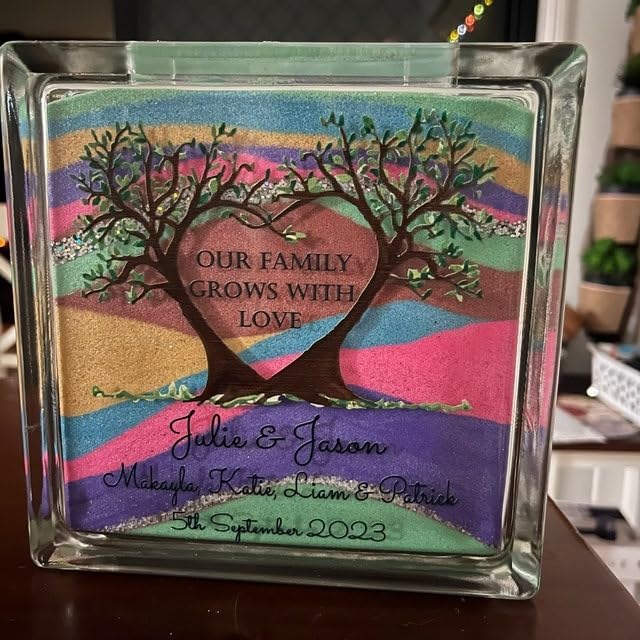 OUR FAMILY
GROWS WITH
LOVE
Julie & Jason
Makayla, Katie, Liam & Patrick
5th September 2023